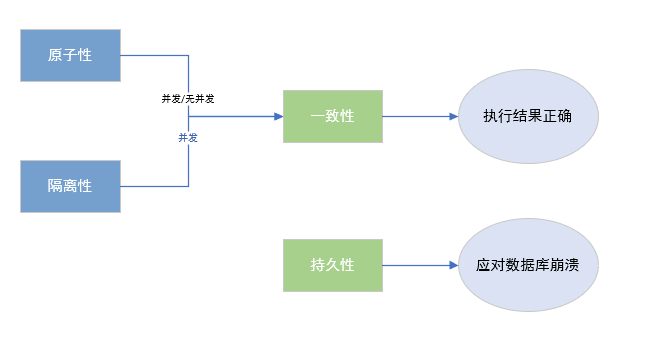 原子性
并发/无并发
一致性
执行结果正确
并发
隔离性
持久性
应对数据库崩溃